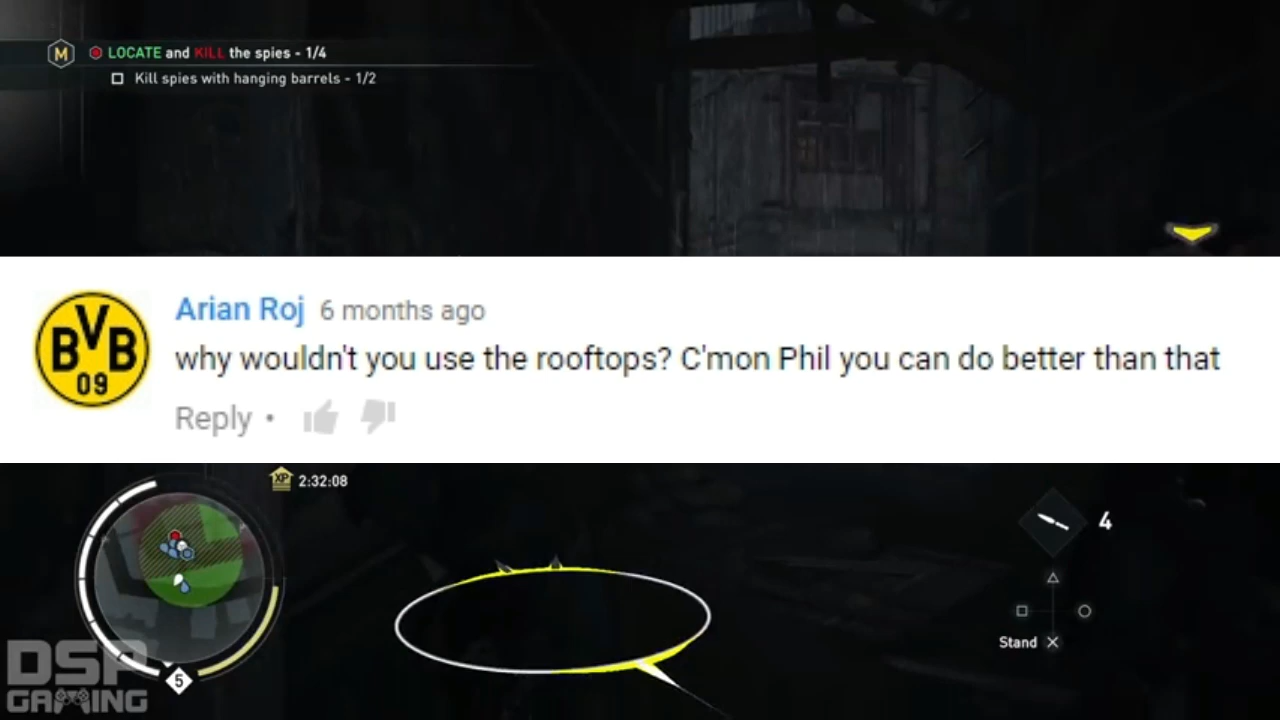 M
LOCATE and KILL the spies - 1/4
Kill spies with hanging barrels - 1/2
BVB
09
Arian Roj 6 months ago
why wouldn't you use the rooftops? C'mon Phil you can do better than that
Reply •
XP 2:32:08
4
Stand
5
DSP
GAMING